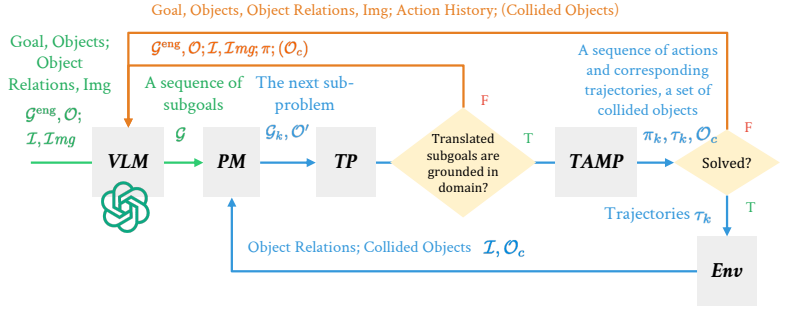 Goal, Objects, Object Relations, Img; Action History; (Collided Objects)
Goal, Objects;
Object
Relations, Img
𝒢ᵉⁿᵍ, 𝒪;
ℐ, ℐmg
𝒢ᵉⁿᵍ, 𝒪; ℐ, ℐmg; π; (𝒪_c)
A sequence of
subgoals
𝒢
The next sub-
problem
𝒢_k, 𝒪′
A sequence of actions
and corresponding
trajectories, a set of
collided objects
π_k, τ_k, 𝒪_c
F
F
VLM
PM
TP
Translated
subgoals are
grounded in
domain?
T
TAMP
Solved?
Trajectories τ_k
T
Object Relations; Collided Objects ℐ, 𝒪_c
Env